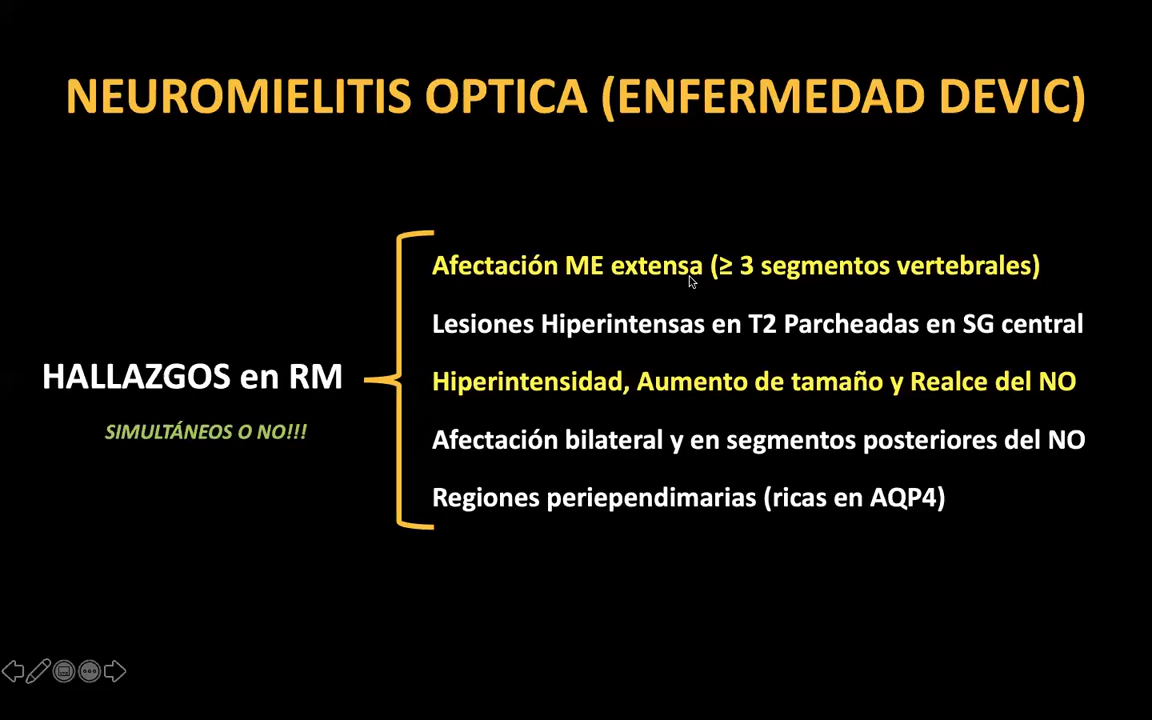 NEUROMIELITIS OPTICA (ENFERMEDAD DEVIC)
HALLAZGOS en RM
SIMULTÁNEOS O NO!!!
Afectación ME extensa (≥ 3 segmentos vertebrales)
Lesiones Hiperintensas en T2 Parcheadas en SG central
Hiperintensidad, Aumento de tamaño y Realce del NO
Afectación bilateral y en segmentos posteriores del NO
Regiones periependimarias (ricas en AQP4)